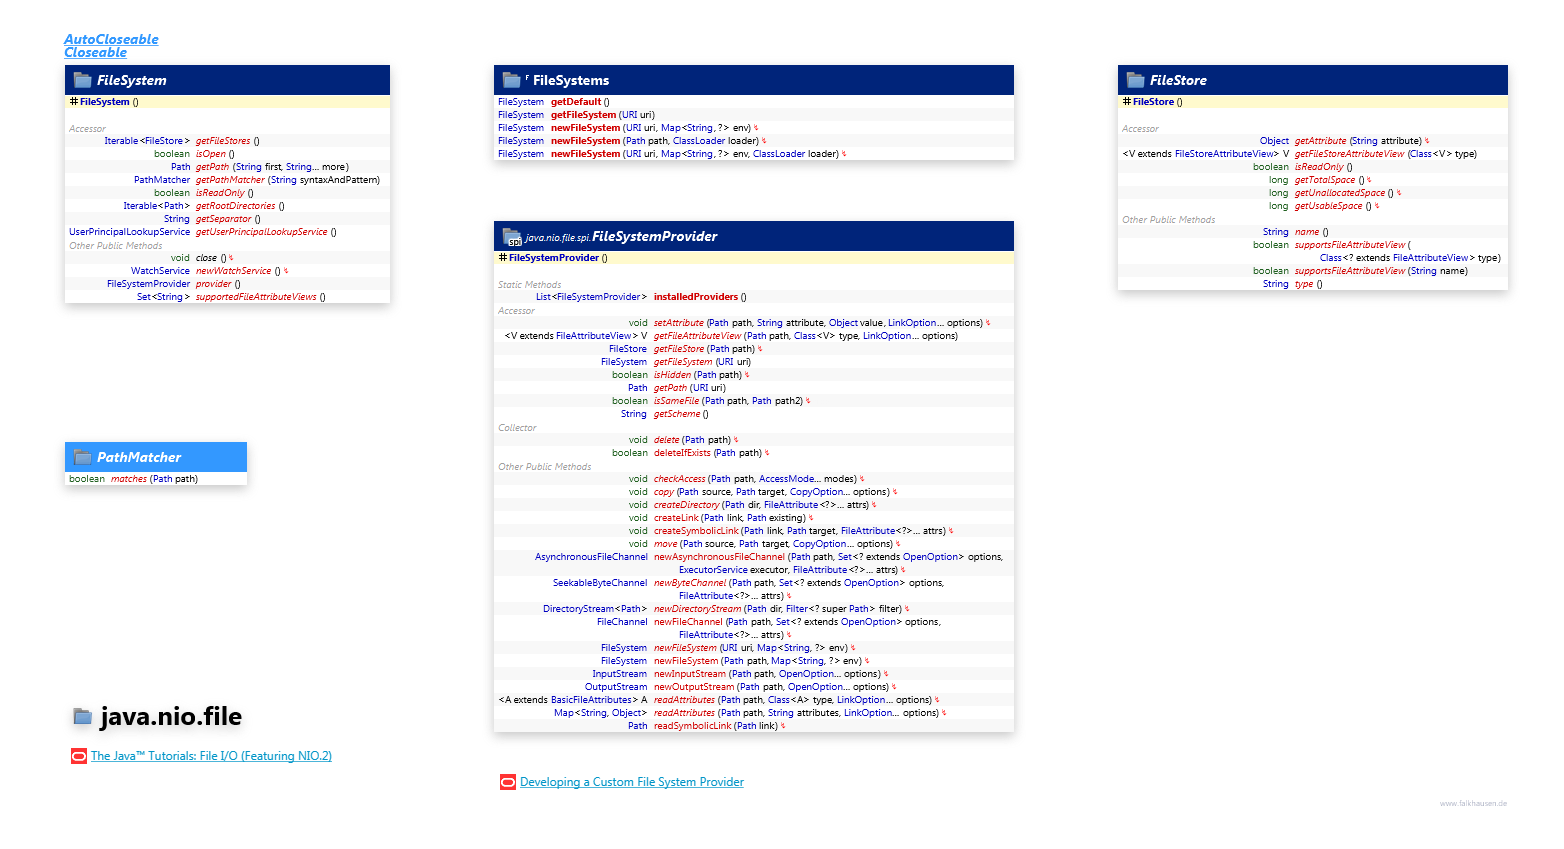 AutoCloseable
Closeable
FileSystem
# FileSystem ()
Accessor
Iterable<FileStore> getFileStores ()
boolean isOpen ()
Path getPath (String first, String... more)
PathMatcher getPathMatcher (String syntaxAndPattern)
boolean isReadOnly ()
Iterable<Path> getRootDirectories ()
String getSeparator ()
UserPrincipalLookupService getUserPrincipalLookupService ()
Other Public Methods
void close ()
WatchService newWatchService ()
FileSystemProvider provider ()
Set<String> supportedFileAttributeViews ()
PathMatcher
boolean matches (Path path)
java.nio.file
The Java™ Tutorials: File I/O (Featuring NIO.2)
F FileSystems
FileSystem getDefault ()
FileSystem getFileSystem (URI uri)
FileSystem newFileSystem (URI uri, Map<String, ?> env)
FileSystem newFileSystem (Path path, ClassLoader loader)
FileSystem newFileSystem (URI uri, Map<String, ?> env, ClassLoader loader)
spi java.nio.file.spi.FileSystemProvider
# FileSystemProvider ()
Static Methods
List<FileSystemProvider> installedProviders ()
Accessor
void setAttribute (Path path, String attribute, Object value, LinkOption... options)
<V extends FileAttributeView> V getFileAttributeView (Path path, Class<V> type, LinkOption... options)
FileStore getFileStore (Path path)
FileSystem getFileSystem (URI uri)
boolean isHidden (Path path)
Path getPath (URI uri)
boolean isSameFile (Path path, Path path2)
String getScheme ()
Collector
void delete (Path path)
boolean deleteIfExists (Path path)
Other Public Methods
void checkAccess (Path path, AccessMode... modes)
void copy (Path source, Path target, CopyOption... options)
void createDirectory (Path dir, FileAttribute<?>... attrs)
void createLink (Path link, Path existing)
void createSymbolicLink (Path link, Path target, FileAttribute<?>... attrs)
void move (Path source, Path target, CopyOption... options)
AsynchronousFileChannel newAsynchronousFileChannel (Path path, Set<? extends OpenOption> options,
ExecutorService executor, FileAttribute<?>... attrs)
SeekableByteChannel newByteChannel (Path path, Set<? extends OpenOption> options,
FileAttribute<?>... attrs)
DirectoryStream<Path> newDirectoryStream (Path dir, Filter<? super Path> filter)
FileChannel newFileChannel (Path path, Set<? extends OpenOption> options,
FileAttribute<?>... attrs)
FileSystem newFileSystem (URI uri, Map<String, ?> env)
FileSystem newFileSystem (Path path, Map<String, ?> env)
InputStream newInputStream (Path path, OpenOption... options)
OutputStream newOutputStream (Path path, OpenOption... options)
<A extends BasicFileAttributes> A readAttributes (Path path, Class<A> type, LinkOption... options)
Map<String, Object> readAttributes (Path path, String attributes, LinkOption... options)
Path readSymbolicLink (Path link)
Developing a Custom File System Provider
FileStore
# FileStore ()
Accessor
Object getAttribute (String attribute)
<V extends FileStoreAttributeView> V getFileStoreAttributeView (Class<V> type)
boolean isReadOnly ()
long getTotalSpace ()
long getUnallocatedSpace ()
long getUsableSpace ()
Other Public Methods
String name ()
boolean supportsFileAttributeView (
Class<? extends FileAttributeView> type)
boolean supportsFileAttributeView (String name)
String type ()
www.falkhausen.de